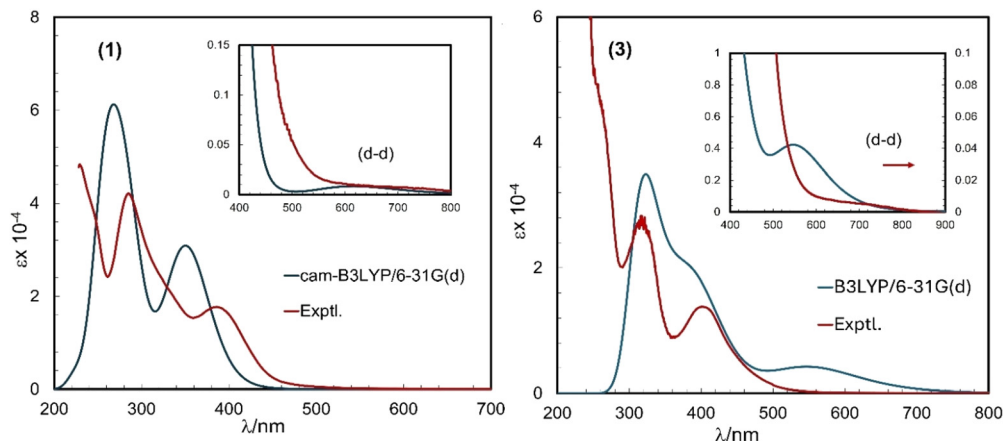 8
6
4
2
0
εx 10⁻⁴
(1)
0.15
0.1
0.05
0
400 500 600 700 800
(d-d)
cam-B3LYP/6-31G(d)
Exptl.
200 300 400 500 600 700
λ/nm
6
4
2
0
εx 10⁻⁴
(3)
1
0.8
0.6
0.4
0.2
0
0.1
0.08
0.06
0.04
0.02
0
400 500 600 700 800 900
(d-d)
B3LYP/6-31G(d)
Exptl.
200 300 400 500 600 700 800
λ/nm